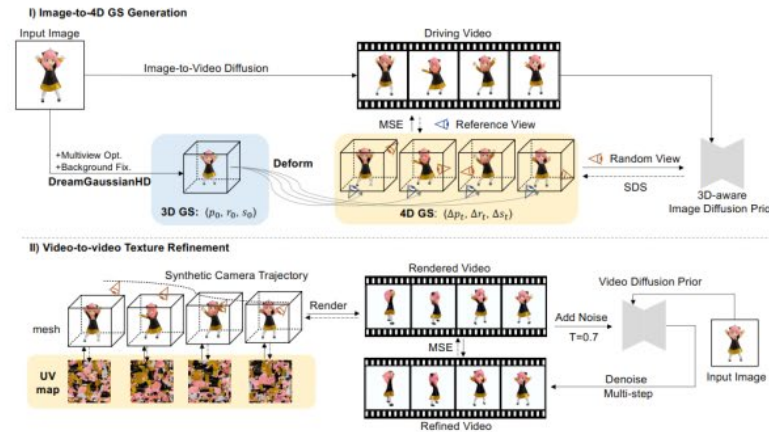 I) Image-to-4D GS Generation
Input Image
Driving Video
Image-to-Video Diffusion
MSE
Reference View
+Multiview Opt.
+Background Fix.
DreamGaussianHD
Deform
Random View
SDS
3D GS: (p₀, r₀, s₀)
4D GS: (Δpₜ, Δrₜ, Δsₜ)
3D-aware
Image Diffusion Prior
II) Video-to-video Texture Refinement
Synthetic Camera Trajectory
Rendered Video
Video Diffusion Prior
Render
Add Noise
T=0.7
mesh
MSE
UV
map
Denoise
Multi-step
Input Image
Refined Video